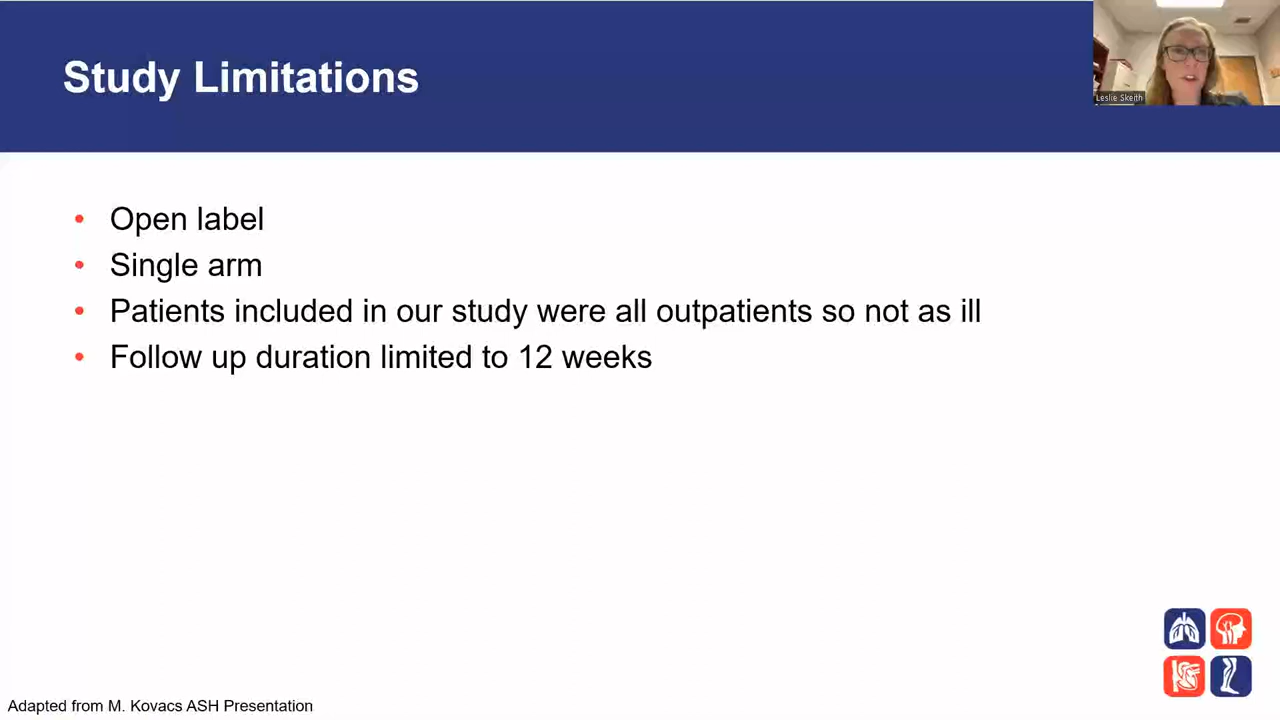 Study Limitations
Leslie Skeith
• Open label
• Single arm
• Patients included in our study were all outpatients so not as ill
• Follow up duration limited to 12 weeks
Adapted from M. Kovacs ASH Presentation